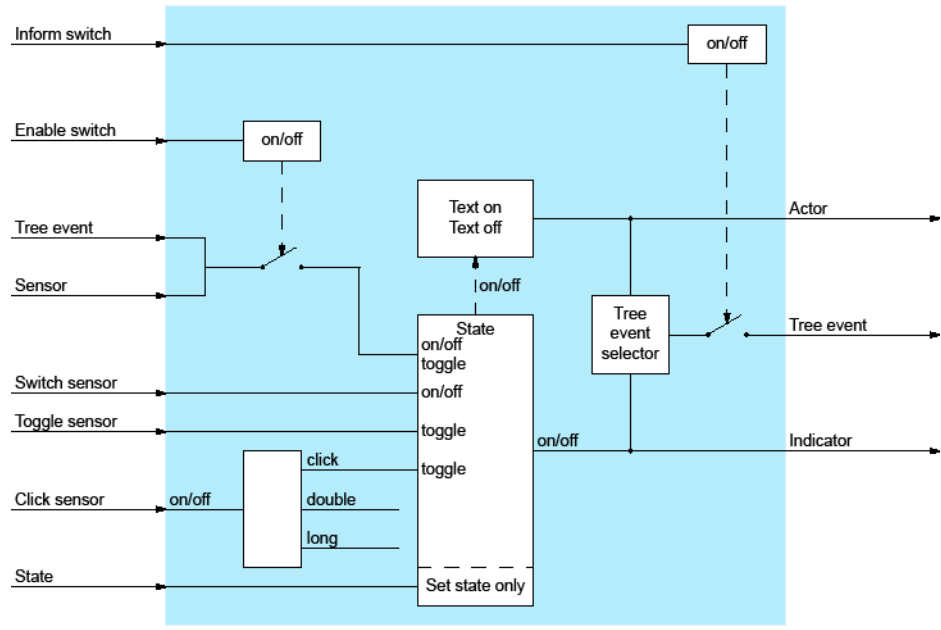 Inform switch
on/off
Enable switch
on/off
Text on
Text off
Actor
Tree event
Sensor
on/off
State
Tree
event
selector
Tree event
on/off
toggle
Switch sensor
on/off
Toggle sensor
toggle
on/off
Indicator
click
toggle
Click sensor
on/off
double
long
State
Set state only